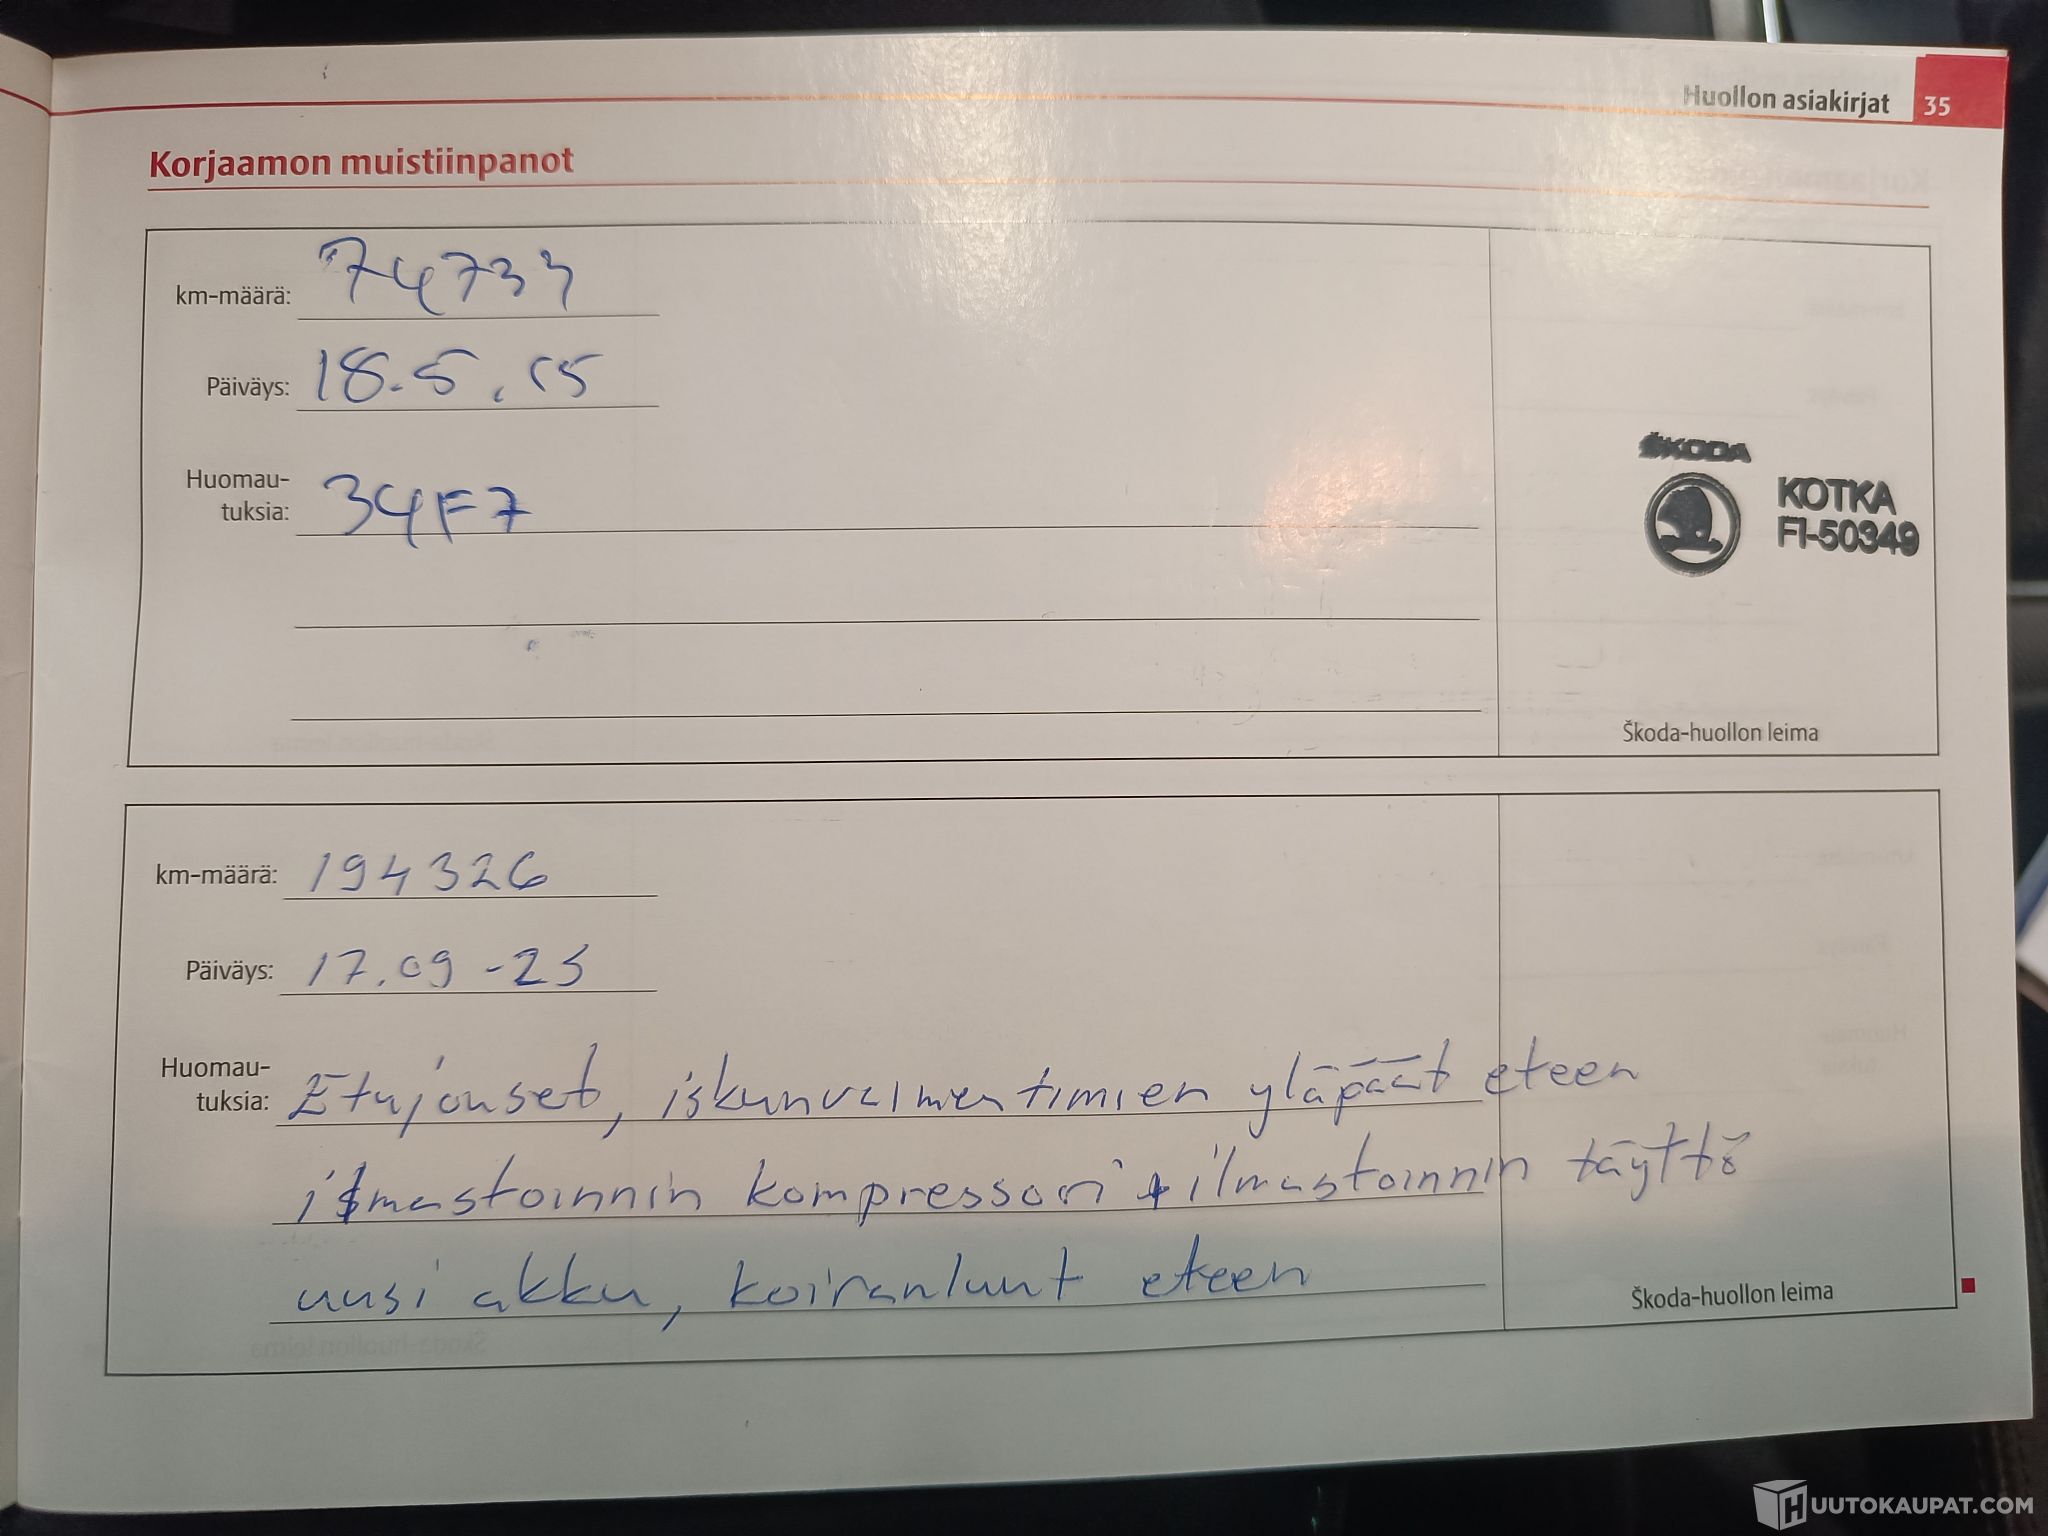 Huollon asiakirjat 35
Korjaamon muistiinpanot
km-määrä: 74733
Päiväys: 18.5.15
Huomau-
tuksia: 34F7
ŠKODA
KOTKA
FI-50349
Škoda-huollon leima
km-määrä: 194326
Päiväys: 17.09-23
Huomau-
tuksia: Etujouset, iskunvaimentimien yläpäät eteen
ilmastoinnin kompressori + ilmastoinnin täyttö
uusi akku, koiranluut eteen
Škoda-huollon leima
HUUTOKAUPAT.COM